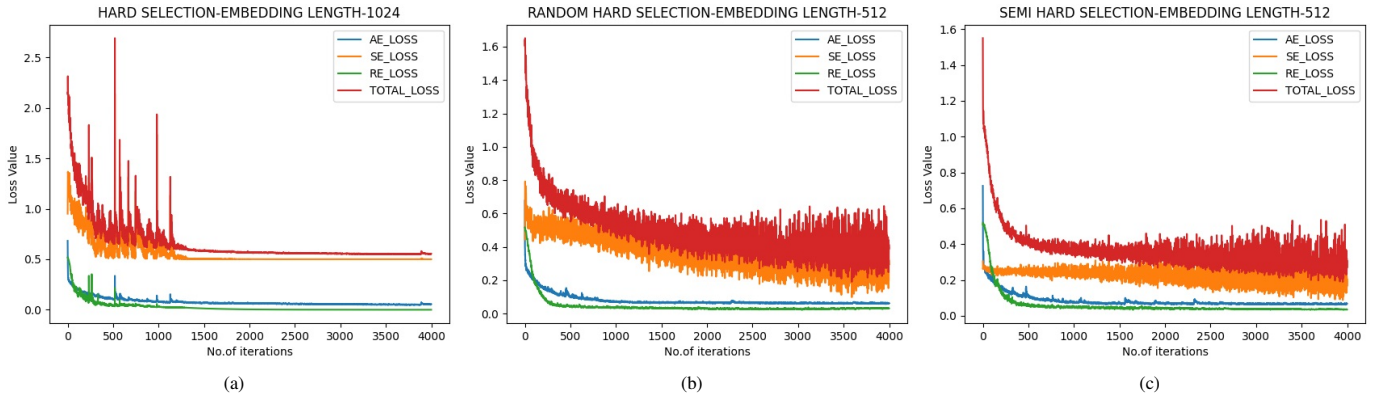 HARD SELECTION-EMBEDDING LENGTH-1024
AE_LOSS
SE_LOSS
RE_LOSS
TOTAL_LOSS
2.5
2.0
1.5
1.0
0.5
0.0
Loss Value
0 500 1000 1500 2000 2500 3000 3500 4000
No.of iterations
(a)
RANDOM HARD SELECTION-EMBEDDING LENGTH-512
AE_LOSS
SE_LOSS
RE_LOSS
TOTAL_LOSS
1.6
1.4
1.2
1.0
0.8
0.6
0.4
0.2
0.0
Loss Value
0 500 1000 1500 2000 2500 3000 3500 4000
No.of iterations
(b)
SEMI HARD SELECTION-EMBEDDING LENGTH-512
AE_LOSS
SE_LOSS
RE_LOSS
TOTAL_LOSS
1.6
1.4
1.2
1.0
0.8
0.6
0.4
0.2
0.0
Loss Value
0 500 1000 1500 2000 2500 3000 3500 4000
No.of iterations
(c)